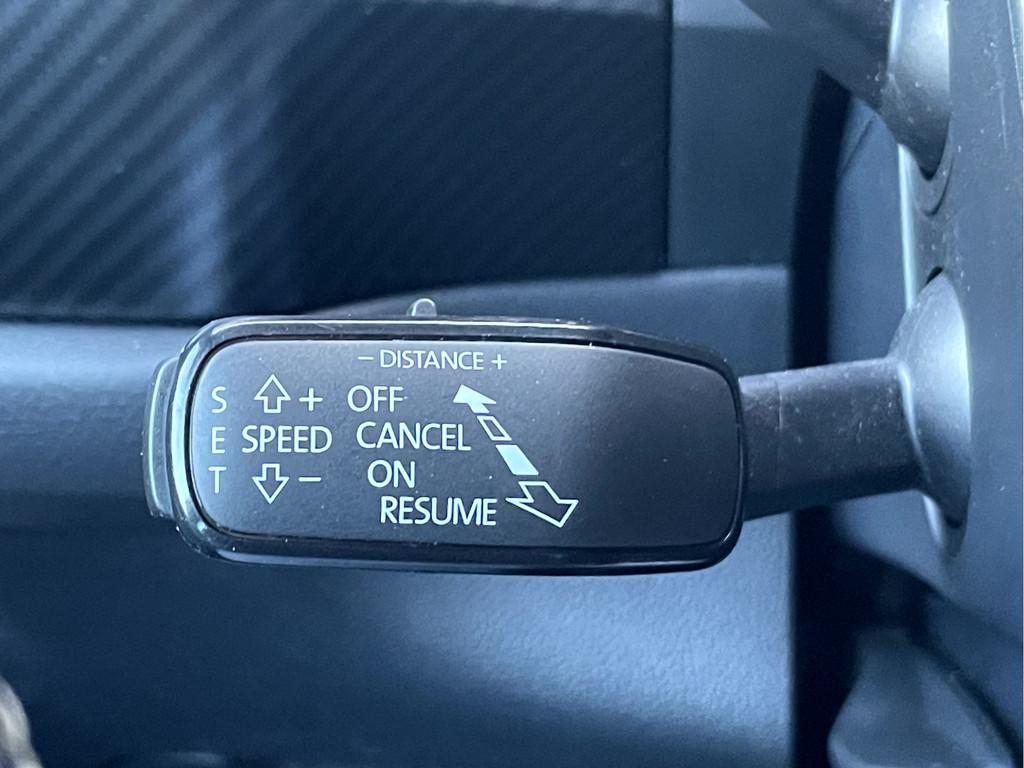 − DISTANCE +
S + OFF
E SPEED CANCEL
T − ON
RESUME